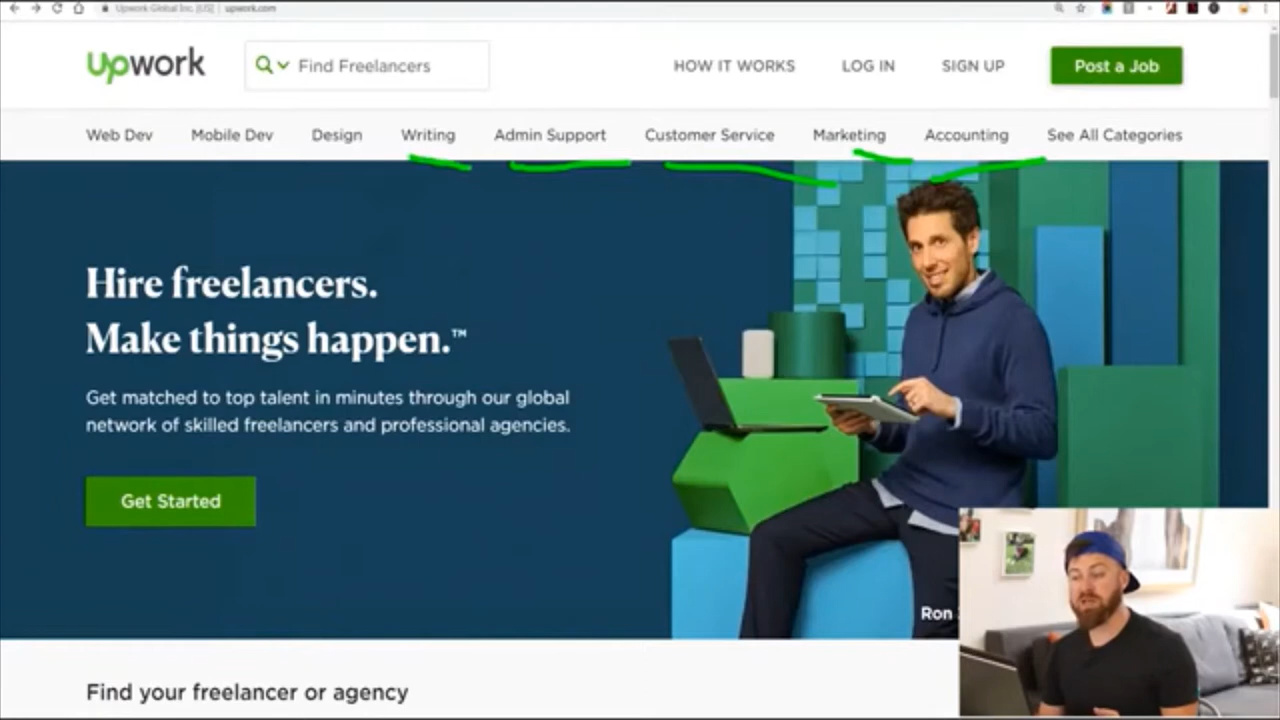 Upwork Global Inc. [US] | upwork.com
upwork
Find Freelancers
HOW IT WORKS
LOG IN
SIGN UP
Post a Job
Web Dev
Mobile Dev
Design
Writing
Admin Support
Customer Service
Marketing
Accounting
See All Categories
Hire freelancers.
Make things happen.™
Get matched to top talent in minutes through our global
network of skilled freelancers and professional agencies.
Get Started
Ron
Find your freelancer or agency